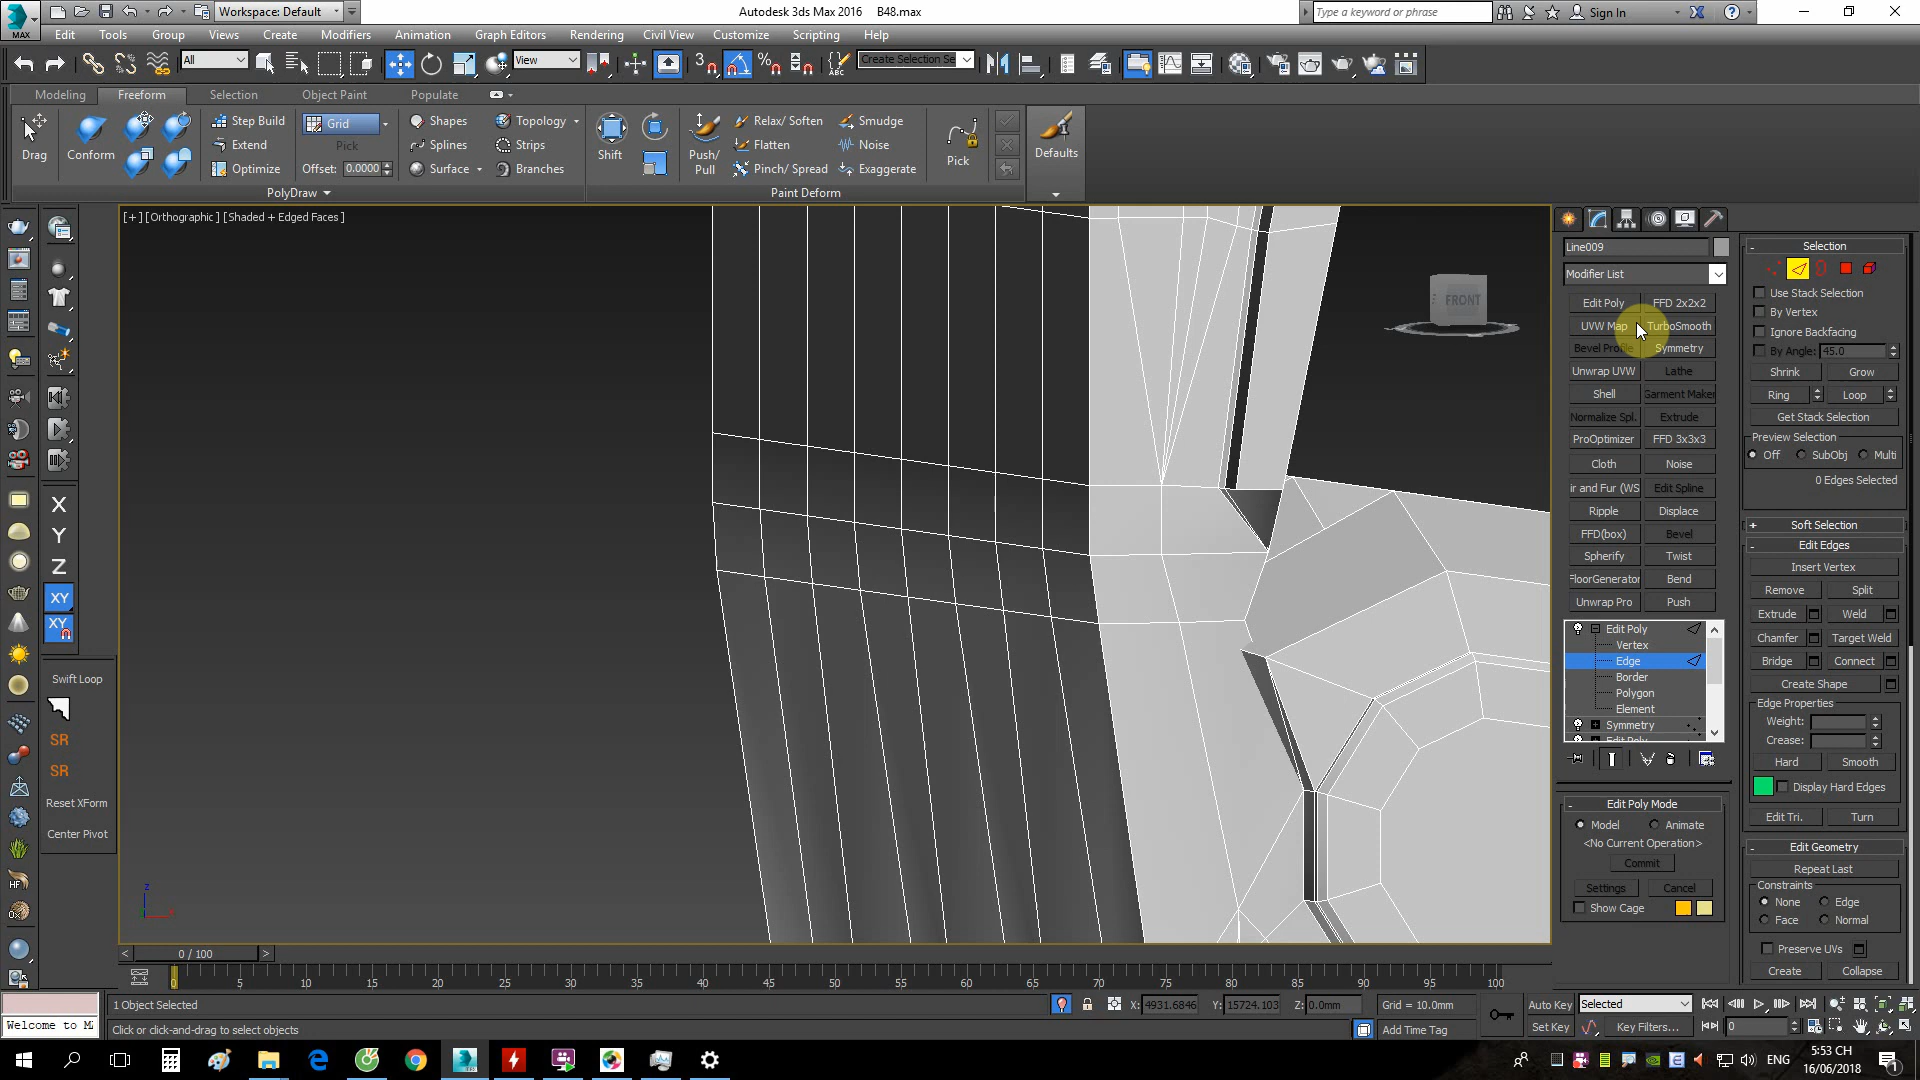 Workspace: Default
Autodesk 3ds Max 2016 B48.max
Type a keyword or phrase
Sign In
MAX
Edit Tools Group Views Create Modifiers Animation Graph Editors Rendering Civil View Customize Scripting Help
All
View
Create Selection Se
Modeling Freeform Selection Object Paint Populate
Drag
Conform
Step Build
Extend
Optimize
Grid
Pick
Offset: 0.0000
Shapes
Splines
Surface
Topology
Strips
Branches
PolyDraw
Shift
Push/
Pull
Relax/ Soften
Flatten
Pinch/ Spread
Smudge
Noise
Exaggerate
Paint Deform
Pick
Defaults
[+] [Orthographic] [Shaded + Edged Faces]
FRONT
X
Y
Z
XY
XY
Swift Loop
SR
SR
Reset XForm
Center Pivot
Line009
Modifier List
Edit Poly FFD 2x2x2
UVW Map TurboSmooth
Bevel Profile Symmetry
Unwrap UVW Lathe
Shell Garment Maker
Normalize Spl. Extrude
ProOptimizer FFD 3x3x3
Cloth Noise
ir and Fur (WS Edit Spline
Ripple Displace
FFD(box) Bevel
Spherify Twist
FloorGenerator Bend
Unwrap Pro Push
Edit Poly
Vertex
Edge
Border
Polygon
Element
Symmetry
Edit Poly
Edit Poly Mode
Model Animate
<No Current Operation>
Commit
Settings Cancel
Show Cage
Selection
Use Stack Selection
By Vertex
Ignore Backfacing
By Angle: 45.0
Shrink Grow
Ring Loop
Get Stack Selection
Preview Selection
Off SubObj Multi
0 Edges Selected
Soft Selection
Edit Edges
Insert Vertex
Remove Split
Extrude Weld
Chamfer Target Weld
Bridge Connect
Create Shape
Edge Properties
Weight:
Crease:
Hard Smooth
Display Hard Edges
Edit Tri. Turn
Edit Geometry
Repeat Last
Constraints
None Edge
Face Normal
Preserve UVs
Create Collapse
z
0 / 100
0 5 10 15 20 25 30 35 40 45 50 55 60 65 70 75 80 85 90 95 100
Welcome to M
1 Object Selected
Click or click-and-drag to select objects
X: 4931.6846 Y: 15724.103 Z: 0.0mm Grid = 10.0mm
Add Time Tag
Auto Key Selected
Set Key Key Filters... 0
ENG
5:53 CH
16/06/2018
1